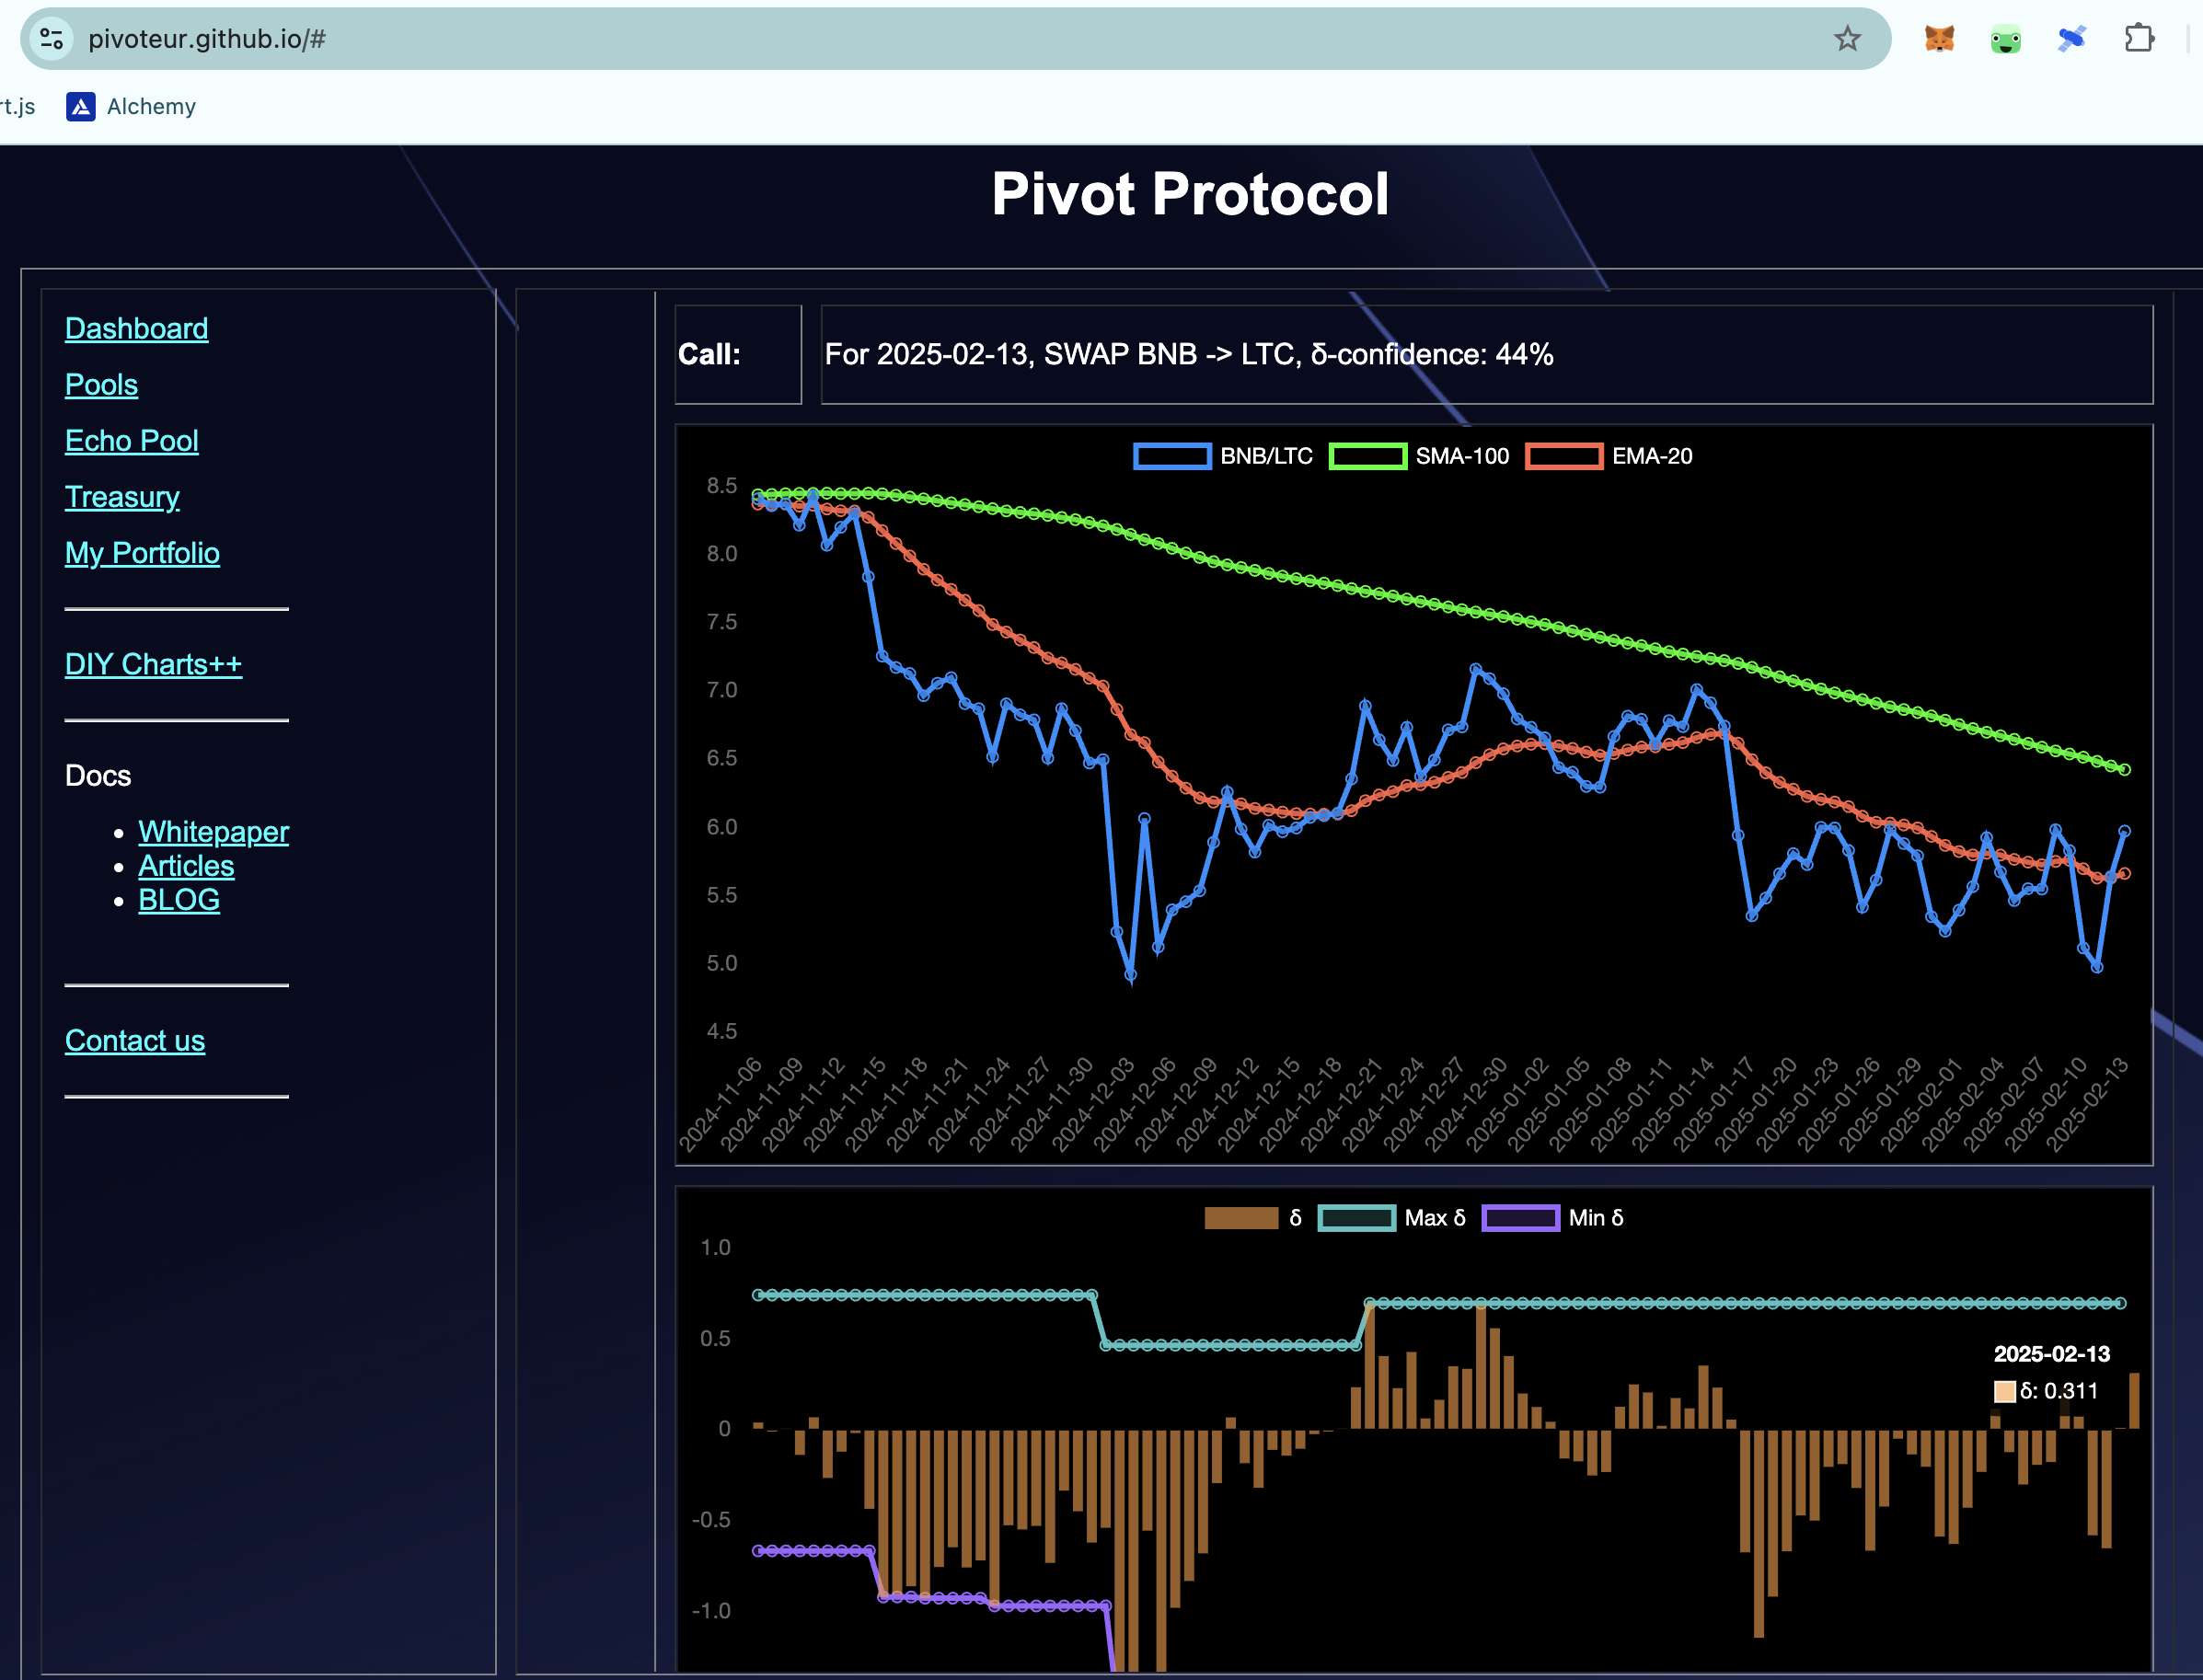 pivoteur.github.io/#
rt.js
Alchemy
Pivot Protocol
Dashboard
Pools
Echo Pool
Treasury
My Portfolio
DIY Charts++
Docs
Whitepaper
Articles
BLOG
Contact us
Call:
For 2025-02-13, SWAP BNB -> LTC, δ-confidence: 44%
BNB/LTC SMA-100 EMA-20
8.5
8.0
7.5
7.0
6.5
6.0
5.5
5.0
4.5
2024-11-06
2024-11-09
2024-11-12
2024-11-15
2024-11-18
2024-11-21
2024-11-24
2024-11-27
2024-11-30
2024-12-03
2024-12-06
2024-12-09
2024-12-12
2024-12-15
2024-12-18
2024-12-21
2024-12-24
2024-12-27
2024-12-30
2025-01-02
2025-01-05
2025-01-08
2025-01-11
2025-01-14
2025-01-17
2025-01-20
2025-01-23
2025-01-26
2025-01-29
2025-02-01
2025-02-04
2025-02-07
2025-02-10
2025-02-13
δ Max δ Min δ
1.0
0.5
0
-0.5
-1.0
2025-02-13
δ: 0.311